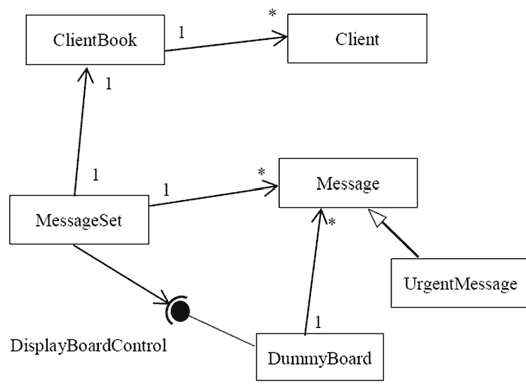 ClientBook
1
*
Client
1
1
MessageSet
1
*
Message
*
UrgentMessage
DisplayBoardControl
1
DummyBoard